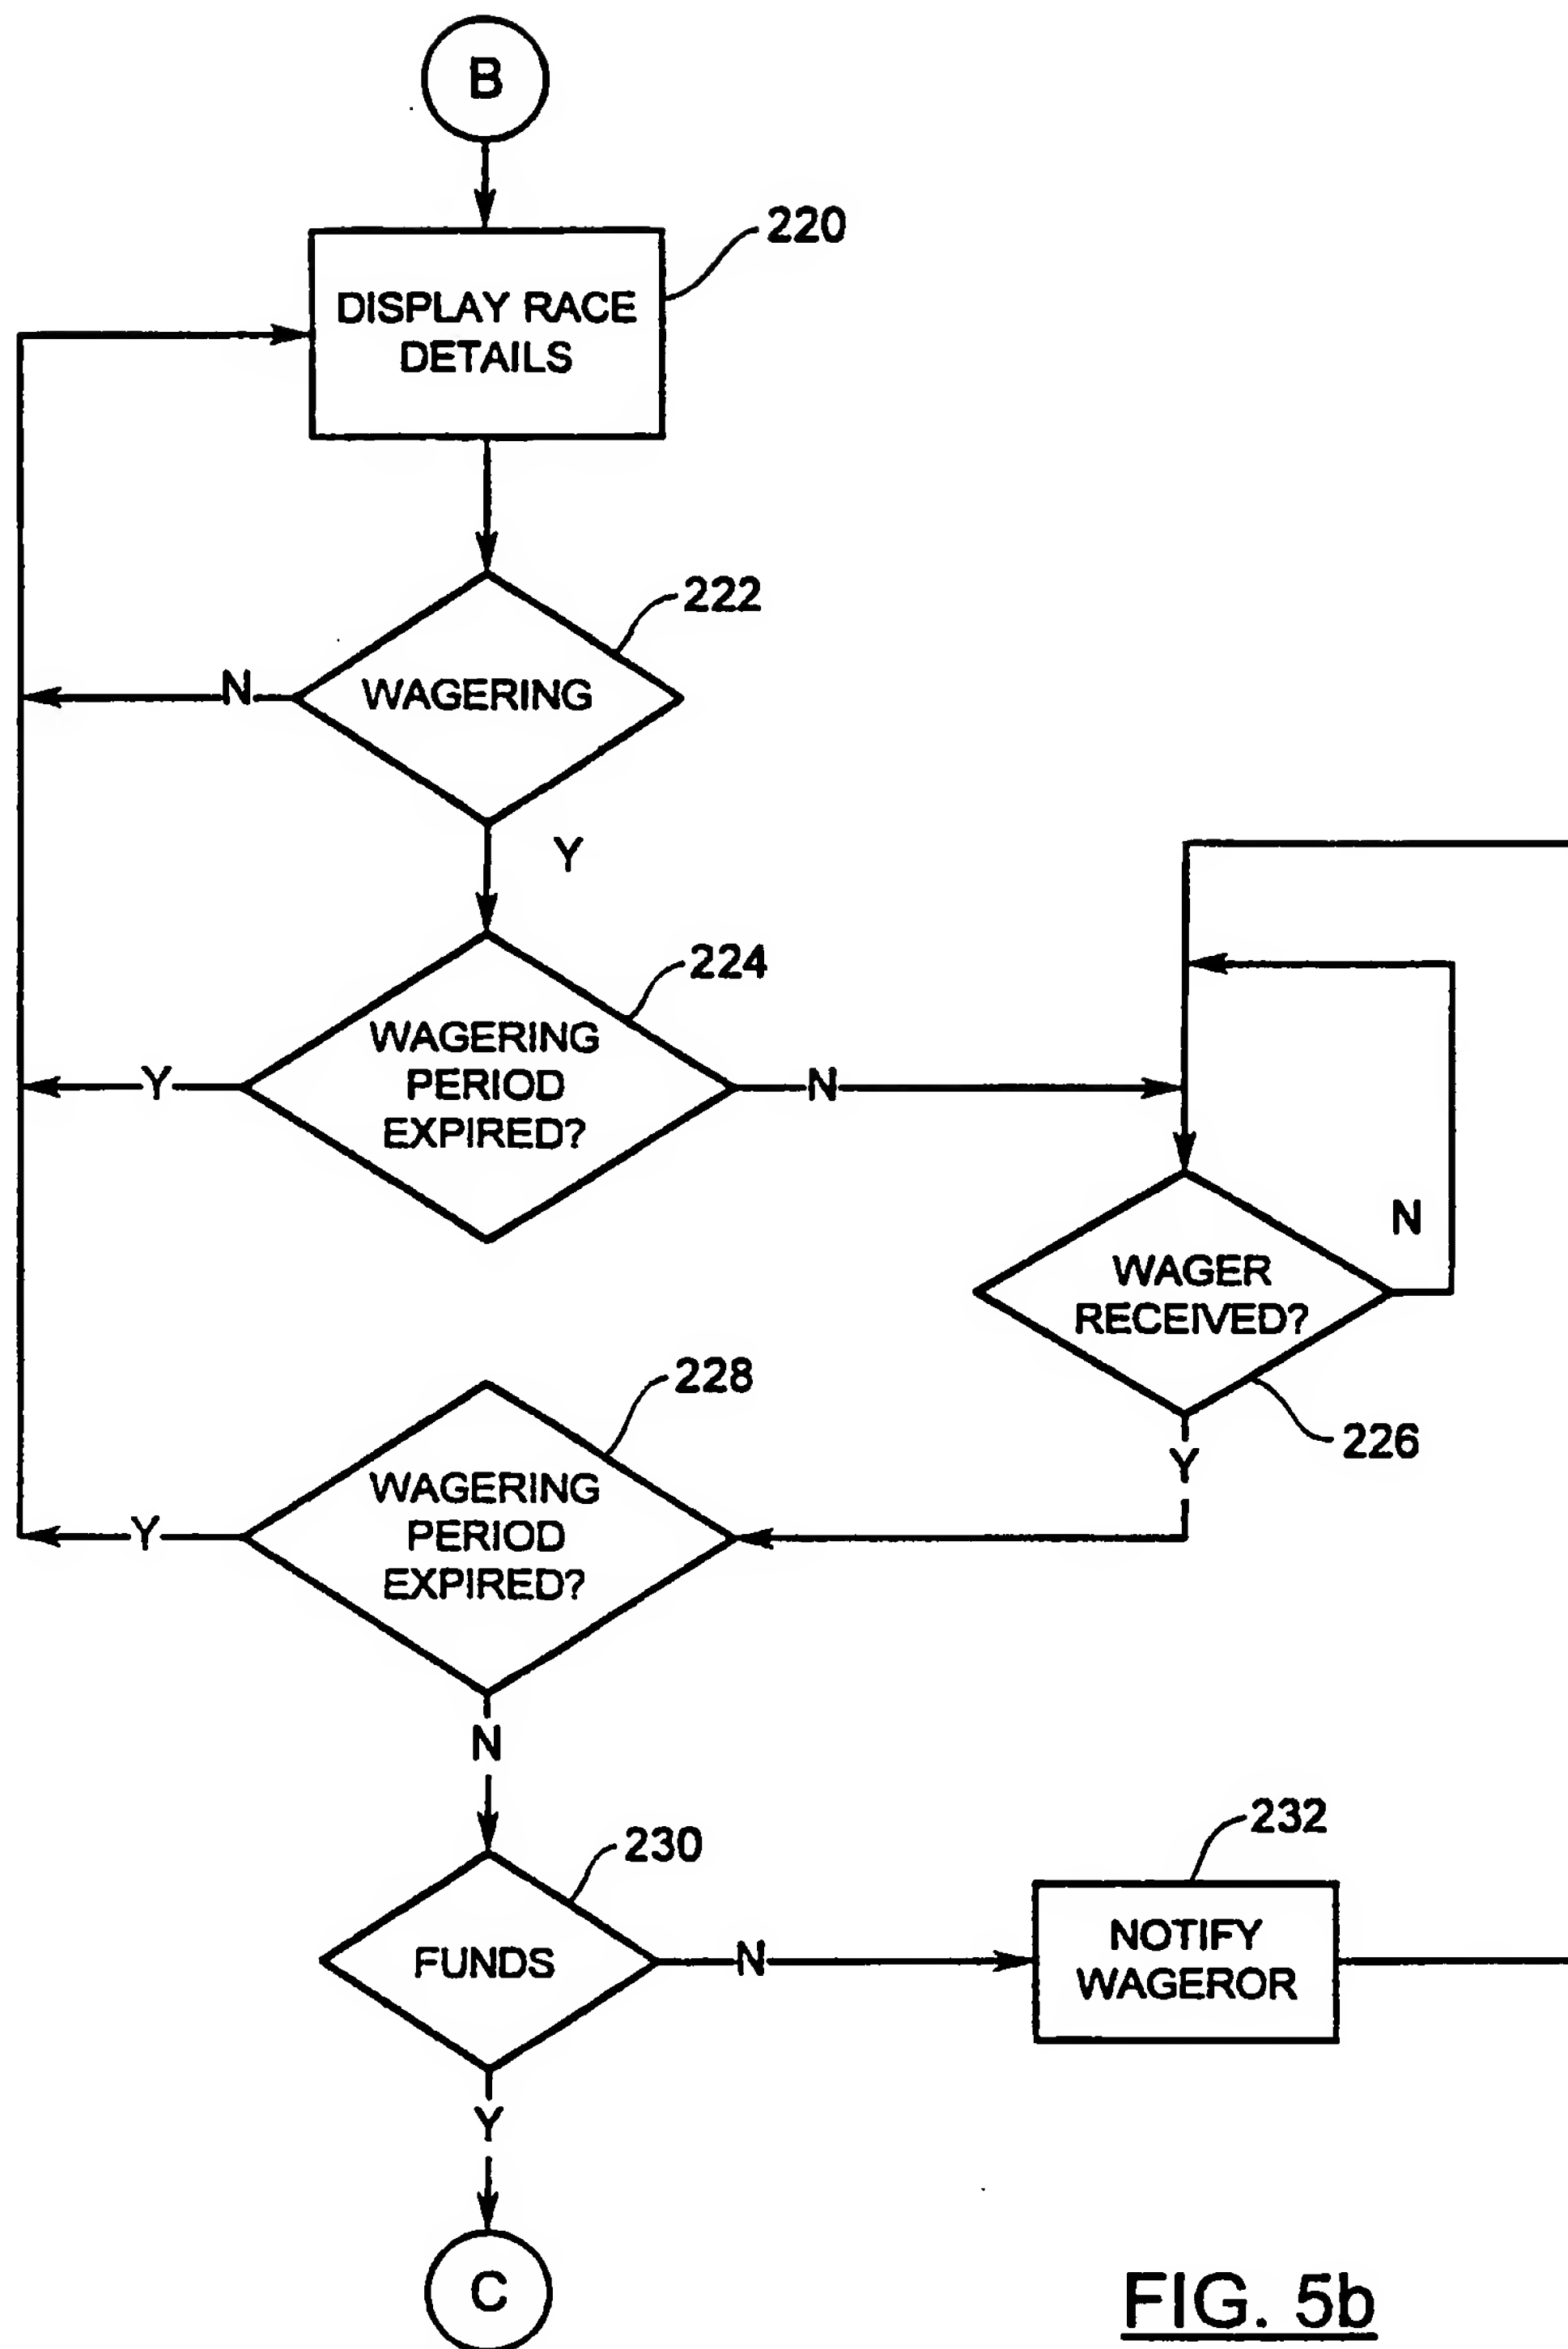 B
220
DISPLAY RACE
DETAILS
222
WAGERING
N
Y
224
WAGERING
PERIOD
EXPIRED?
Y
N
WAGER
RECEIVED?
N
226
Y
228
WAGERING
PERIOD
EXPIRED?
Y
N
230
FUNDS
N
232
NOTIFY
WAGEROR
Y
C
FIG. 5b